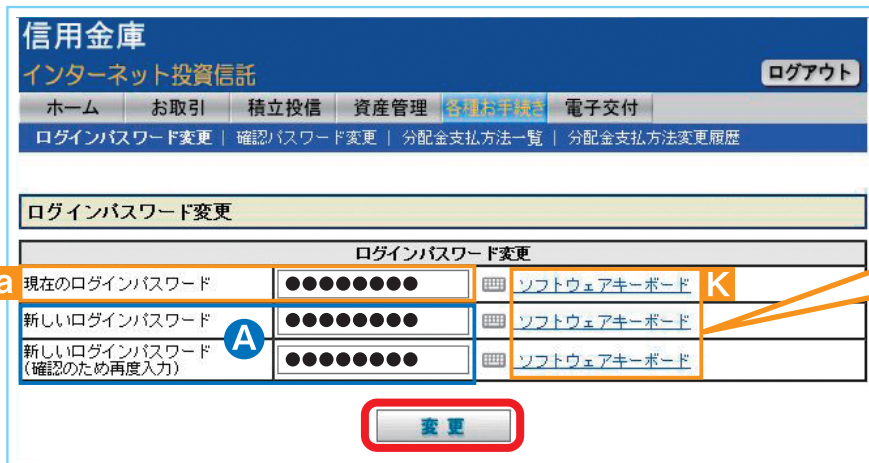 信用金庫
インターネット投資信託
ログアウト
ホーム お取引 積立投信 資産管理 各種お手続き 電子交付
ログインパスワード変更 | 確認パスワード変更 | 分配金支払方法一覧 | 分配金支払方法変更履歴
ログインパスワード変更
ログインパスワード変更
a 現在のログインパスワード ●●●●●●●● ソフトウェアキーボード K
新しいログインパスワード ●●●●●●●● ソフトウェアキーボード
A
新しいログインパスワード
(確認のため再度入力) ●●●●●●●● ソフトウェアキーボード
変更